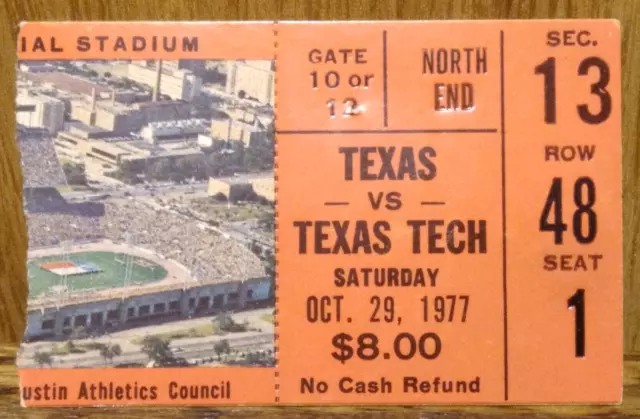 IAL STADIUM
ustin Athletics Council
GATE
10 or
12
NORTH
END
TEXAS
— VS —
TEXAS TECH
SATURDAY
OCT. 29, 1977
$8.00
No Cash Refund
SEC.
13
ROW
48
SEAT
1